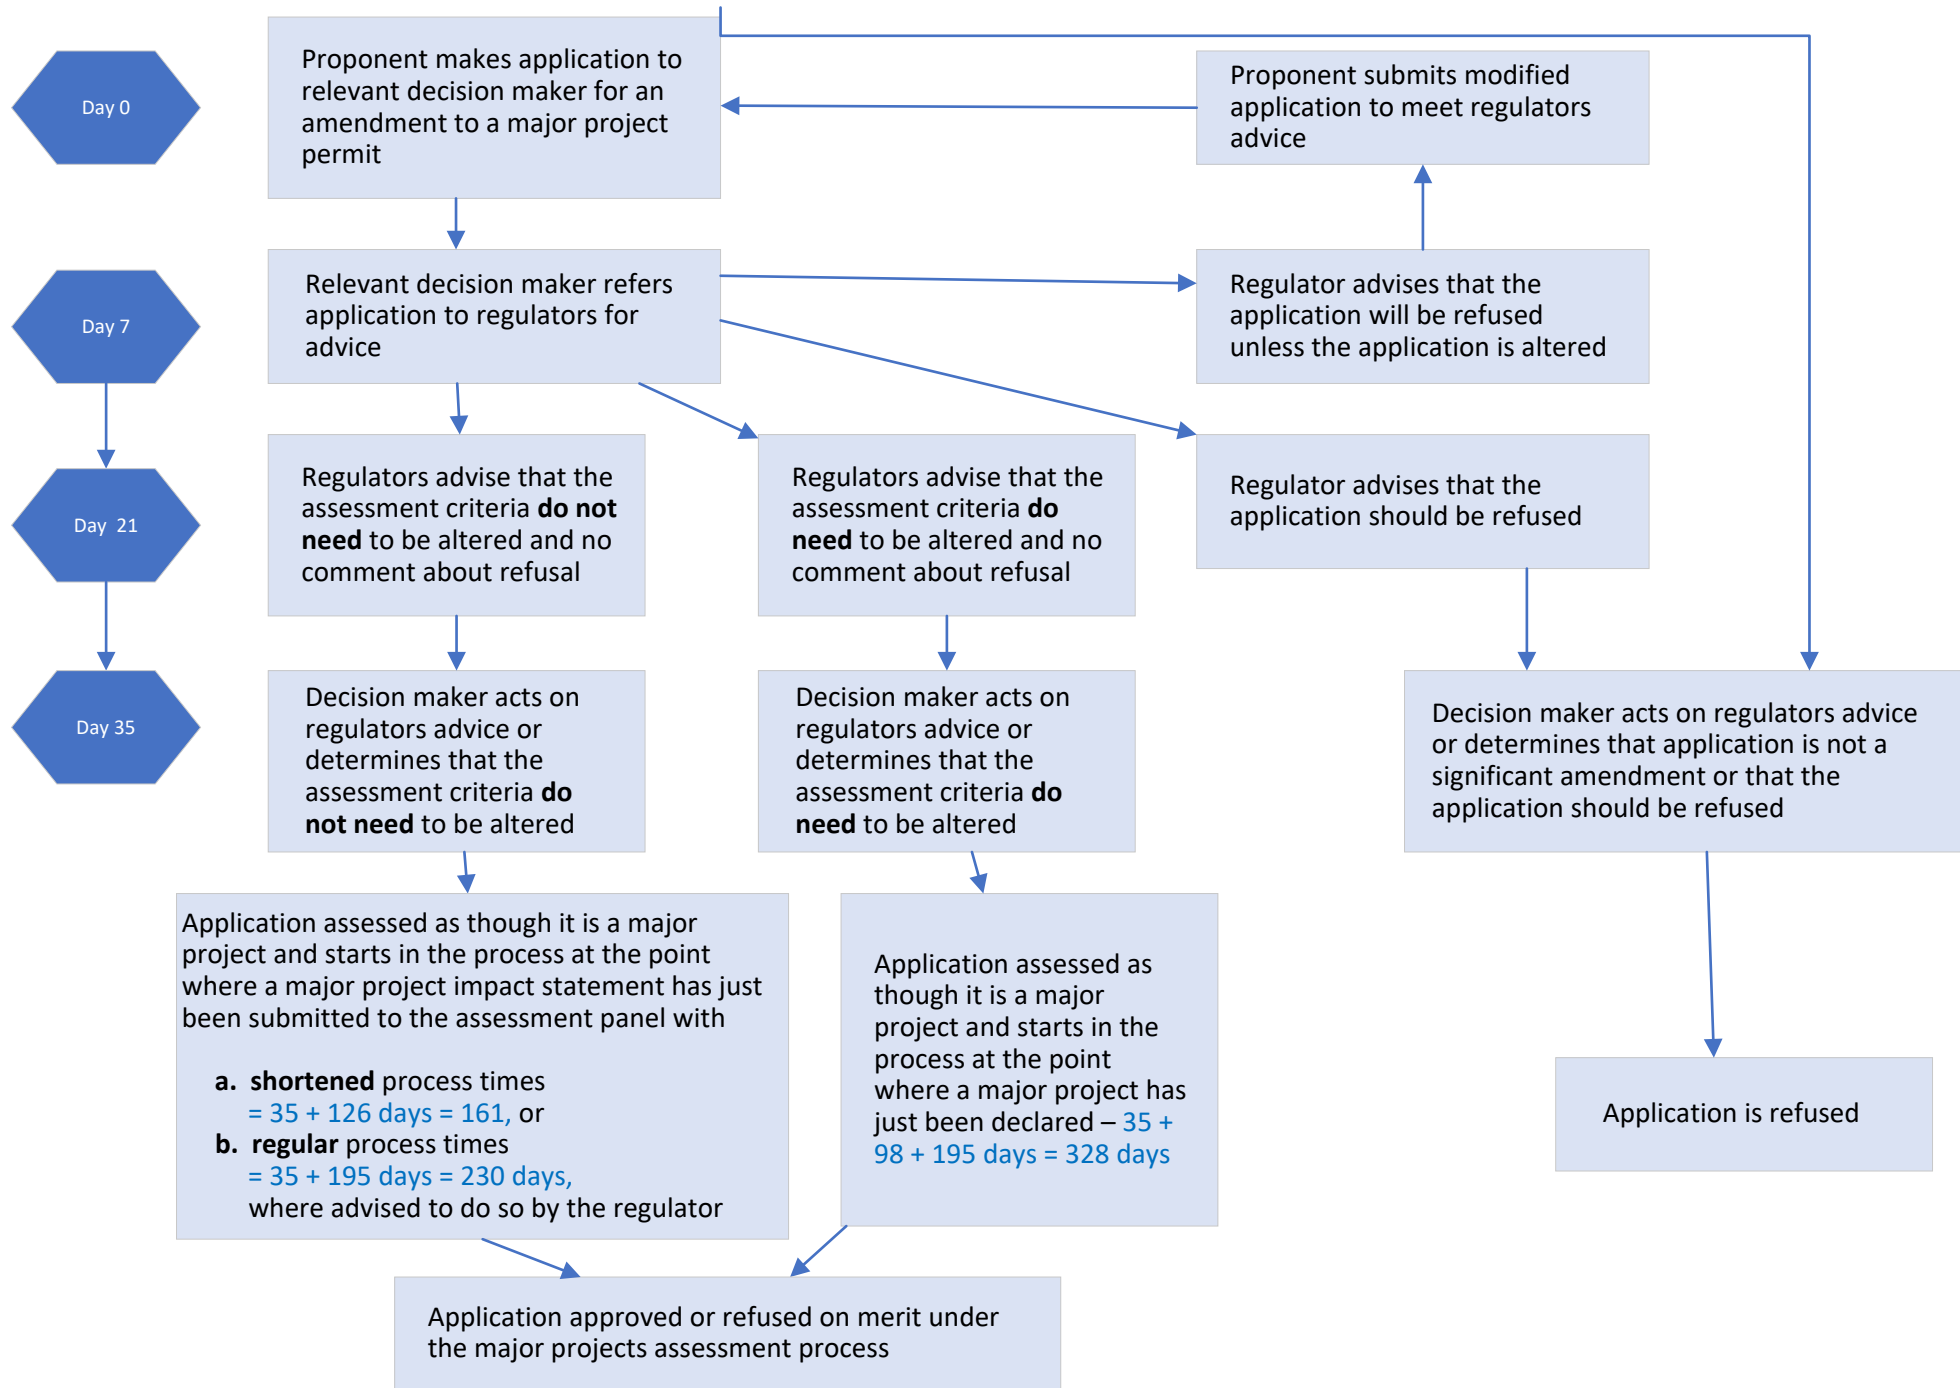 Day 0
Proponent makes application to
relevant decision maker for an
amendment to a major project
permit
Proponent submits modified
application to meet regulators
advice
Day 7
Relevant decision maker refers
application to regulators for
advice
Regulator advises that the
application will be refused
unless the application is altered
Day 21
Regulators advise that the
assessment criteria do not
need to be altered and no
comment about refusal
Regulators advise that the
assessment criteria do
need to be altered and no
comment about refusal
Regulator advises that the
application should be refused
Day 35
Decision maker acts on
regulators advice or
determines that the
assessment criteria do
not need to be altered
Decision maker acts on
regulators advice or
determines that the
assessment criteria do
need to be altered
Decision maker acts on regulators advice
or determines that application is not a
significant amendment or that the
application should be refused
Application assessed as though it is a major
project and starts in the process at the point
where a major project impact statement has just
been submitted to the assessment panel with
a. shortened process times
= 35 + 126 days = 161, or
b. regular process times
= 35 + 195 days = 230 days,
where advised to do so by the regulator
Application assessed as
though it is a major
project and starts in the
process at the point
where a major project has
just been declared – 35 +
98 + 195 days = 328 days
Application is refused
Application approved or refused on merit under
the major projects assessment process